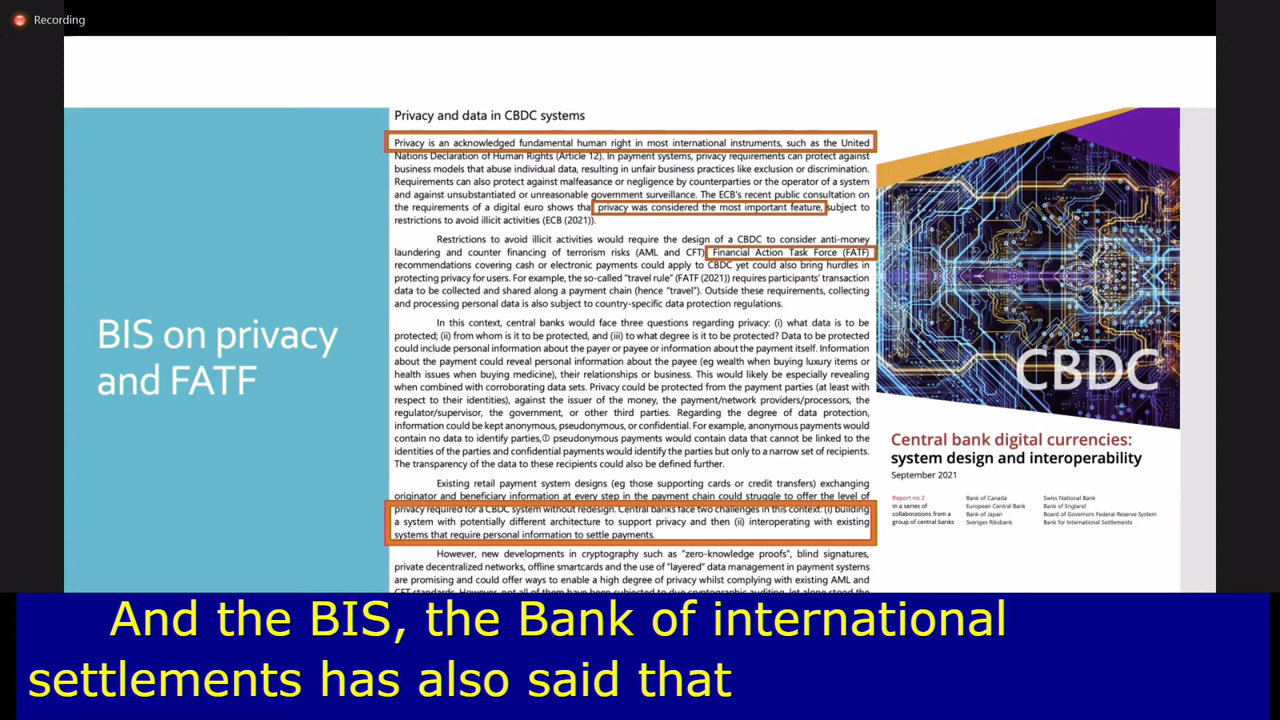 Recording
BIS on privacy
and FATF
Privacy and data in CBDC systems
Privacy is an acknowledged fundamental human right in most international instruments, such as the United
Nations Declaration of Human Rights (Article 12). In payment systems, privacy requirements can protect against
business models that abuse individual data, resulting in unfair business practices like exclusion or discrimination.
Requirements can also protect against malfeasance or negligence by counterparties or the operator of a system
and against unsubstantiated or unreasonable government surveillance. The ECB's recent public consultation on
the requirements of a digital euro shows tha privacy was considered the most important feature, subject to
restrictions to avoid illicit activities (ECB (2021)).
Restrictions to avoid illicit activities would require the design of a CBDC to consider anti-money
laundering and counter financing of terrorism risks (AML and CFT) Financial Action Task Force (FATF)
recommendations covering cash or electronic payments could apply to CBDC yet could also bring hurdles in
protecting privacy for users. For example, the so-called "travel rule" (FATF (2021)) requires participants' transaction
data to be collected and shared along a payment chain (hence "travel"). Outside these requirements, collecting
and processing personal data is also subject to country-specific data protection regulations.
In this context, central banks would face three questions regarding privacy: (i) what data is to be
protected; (ii) from whom is it to be protected, and (iii) to what degree is it to be protected? Data to be protected
could include personal information about the payer or payee or information about the payment itself. Information
about the payment could reveal personal information about the payee (eg wealth when buying luxury items or
health issues when buying medicine), their relationships or business. This would likely be especially revealing
when combined with corroborating data sets. Privacy could be protected from the payment parties (at least with
respect to their identities), against the issuer of the money, the payment/network providers/processors, the
regulator/supervisor, the government, or other third parties. Regarding the degree of data protection,
information could be kept anonymous, pseudonymous, or confidential. For example, anonymous payments would
contain no data to identify parties,① pseudonymous payments would contain data that cannot be linked to the
identities of the parties and confidential payments would identify the parties but only to a narrow set of recipients.
The transparency of the data to these recipients could also be defined further.
Existing retail payment system designs (eg those supporting cards or credit transfers) exchanging
originator and beneficiary information at every step in the payment chain could struggle to offer the level of
privacy required for a CBDC system without redesign. Central banks face two challenges in this context: (i) building
a system with potentially different architecture to support privacy and then (ii) interoperating with existing
systems that require personal information to settle payments.
However, new developments in cryptography such as "zero-knowledge proofs", blind signatures,
private decentralized networks, offline smartcards and the use of "layered" data management in payment systems
are promising and could offer ways to enable a high degree of privacy whilst complying with existing AML and
CFT standards. However, not all of them have been subjected to due cryptographic auditing, let alone stood the
CBDC
Central bank digital currencies:
system design and interoperability
September 2021
Report no 2
in a series of
collaborations from a
group of central banks
Bank of Canada
European Central Bank
Bank of Japan
Sveriges Riksbank
Swiss National Bank
Bank of England
Board of Governors Federal Reserve System
Bank for International Settlements
And the BIS, the Bank of international
settlements has also said that